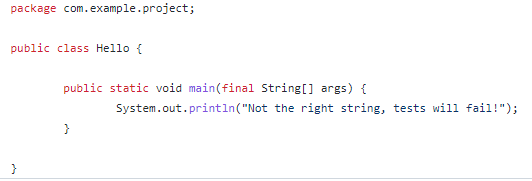 package com.example.project;
public class Hello {
public static void main(final String[] args) {
System.out.println("Not the right string, tests will fail!");
}
}